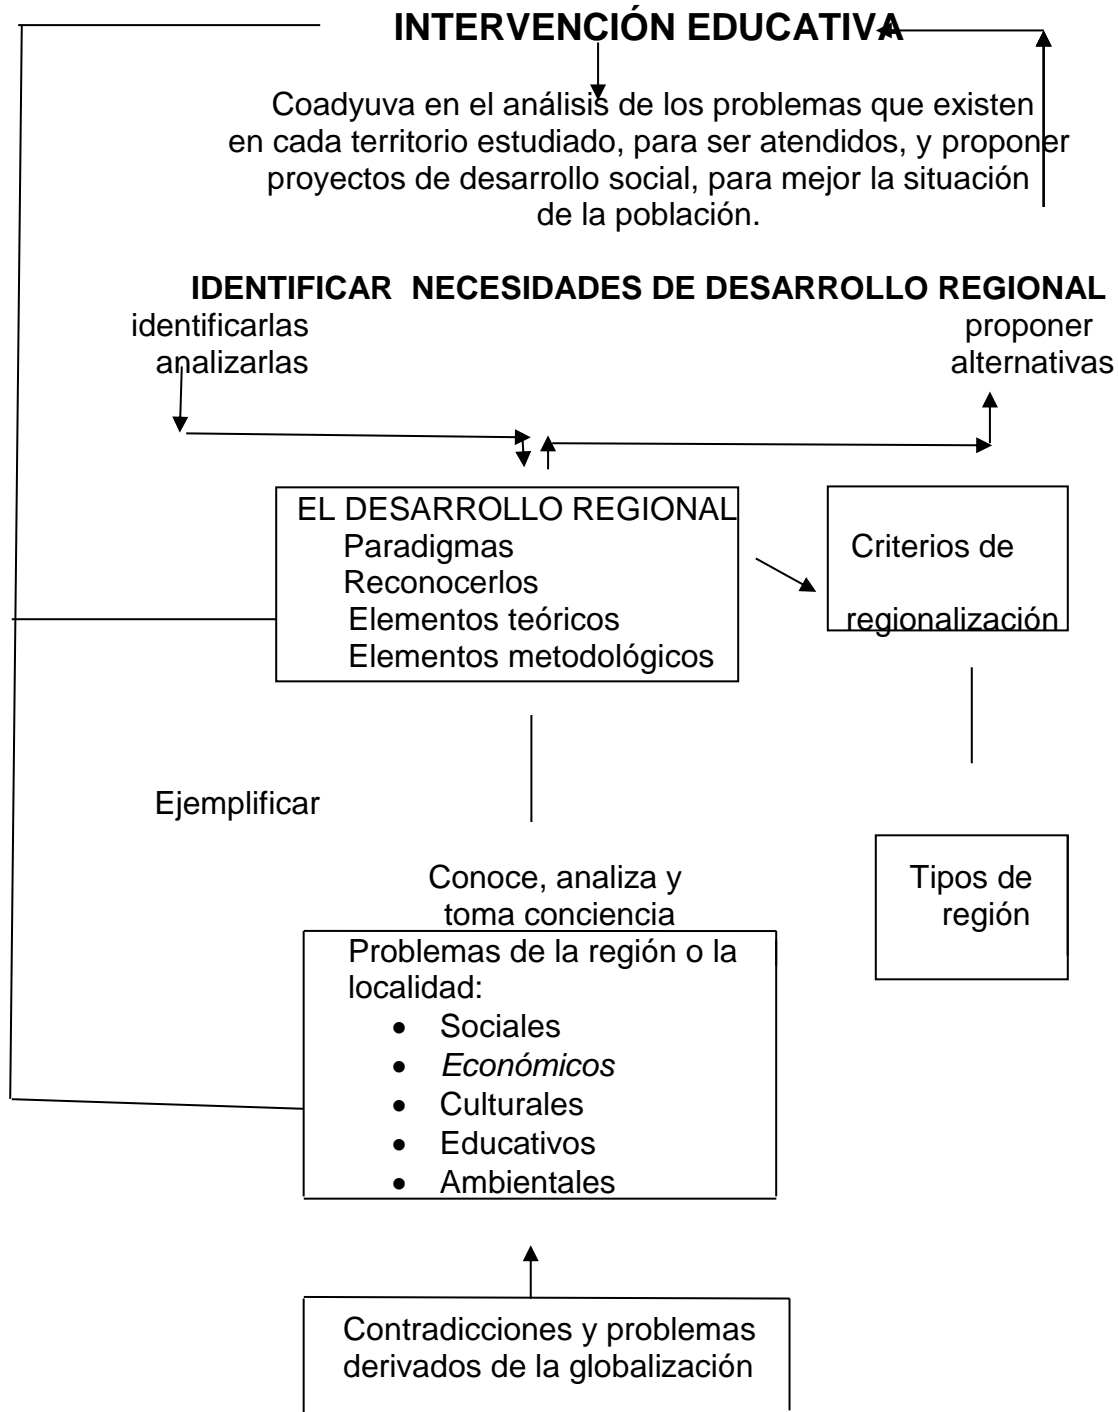 INTERVENCIÓN EDUCATIVA
Coadyuva en el análisis de los problemas que existen
en cada territorio estudiado, para ser atendidos, y proponer
proyectos de desarrollo social, para mejor la situación
de la población.
IDENTIFICAR NECESIDADES DE DESARROLLO REGIONAL
identificarlas
analizarlas
proponer
alternativas
EL DESARROLLO REGIONAL
Paradigmas
Reconocerlos
Elementos teóricos
Elementos metodológicos
Criterios de
regionalización
Ejemplificar
Conoce, analiza y
toma conciencia
Tipos de
región
Problemas de la región o la
localidad:
• Sociales
• Económicos
• Culturales
• Educativos
• Ambientales
Contradicciones y problemas
derivados de la globalización